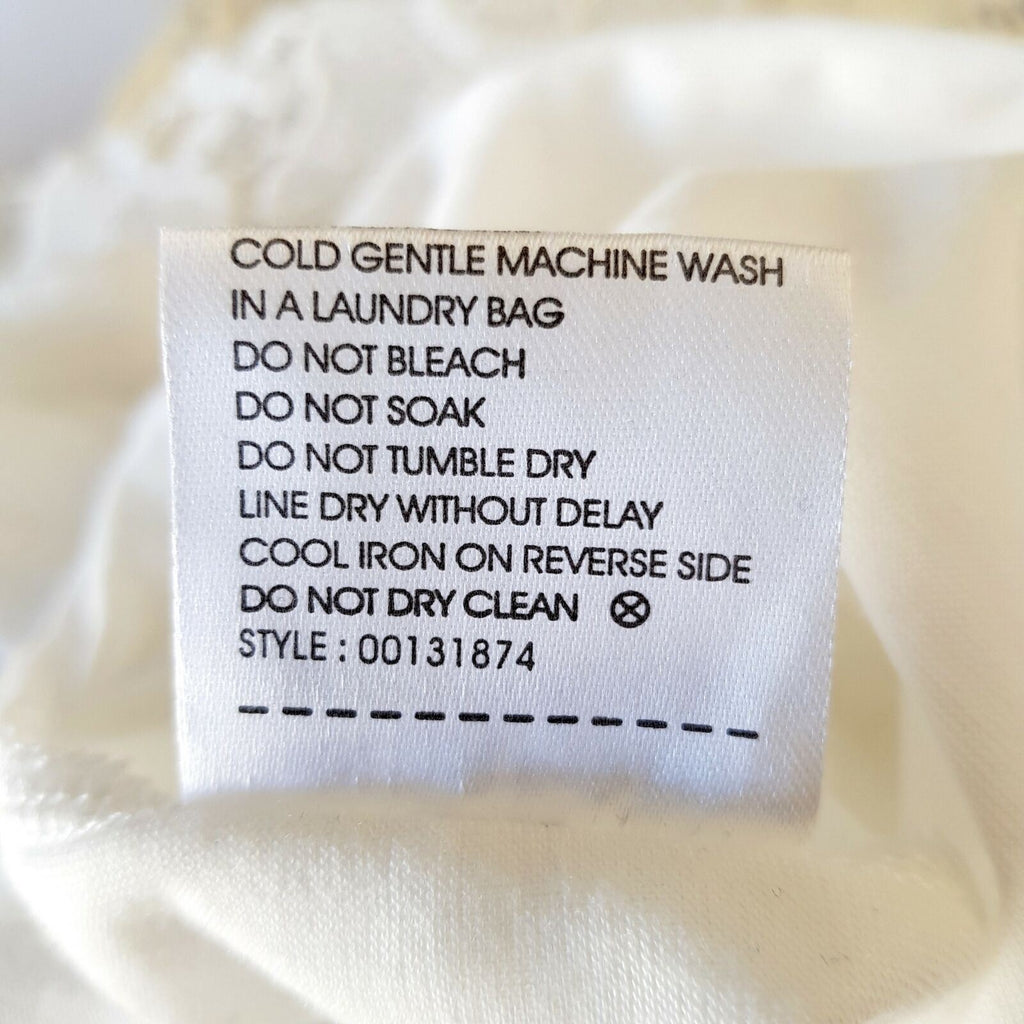 COLD GENTLE MACHINE WASH
IN A LAUNDRY BAG
DO NOT BLEACH
DO NOT SOAK
DO NOT TUMBLE DRY
LINE DRY WITHOUT DELAY
COOL IRON ON REVERSE SIDE
DO NOT DRY CLEAN
STYLE : 00131874